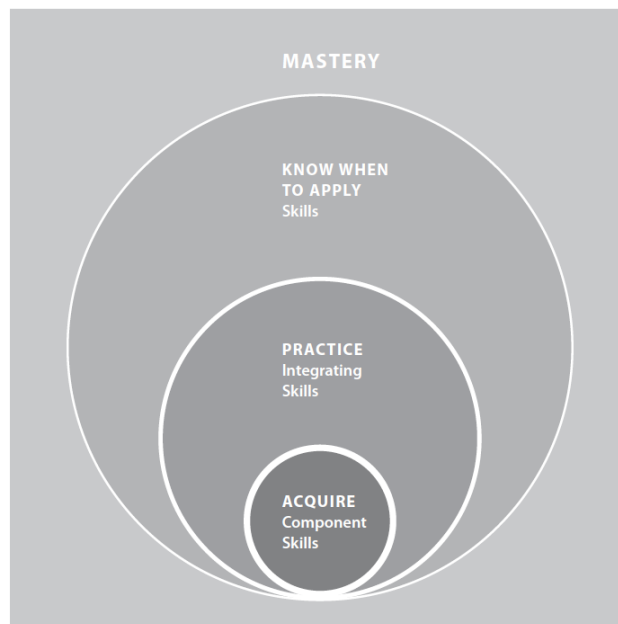 MASTERY
KNOW WHEN
TO APPLY
Skills
PRACTICE
Integrating
Skills
ACQUIRE
Component
Skills